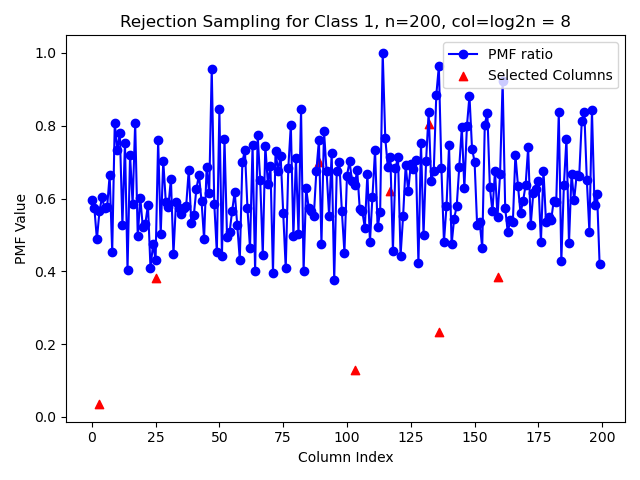 Rejection Sampling for Class 1, n=200, col=log2n = 8
PMF ratio
Selected Columns
PMF Value
1.0
0.8
0.6
0.4
0.2
0.0
0 25 50 75 100 125 150 175 200
Column Index